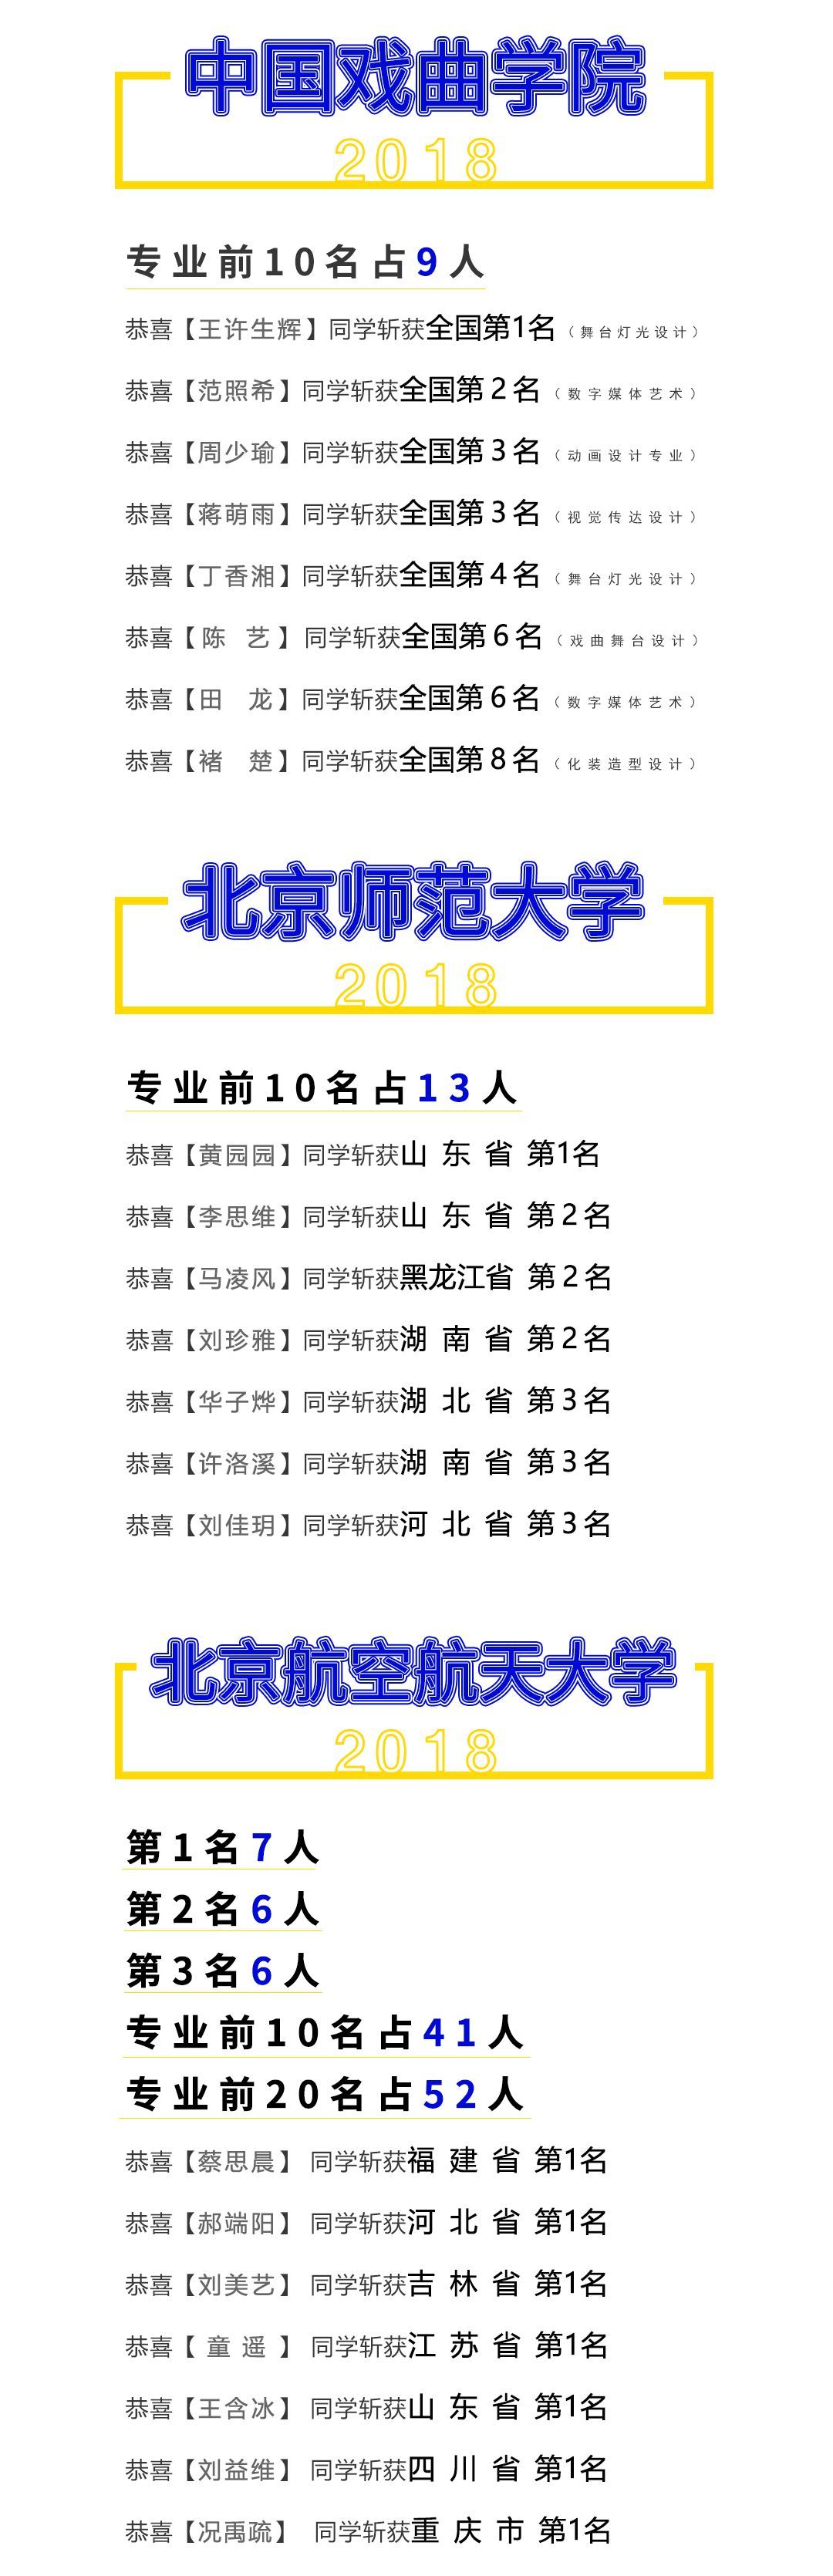 中国戏曲学院
2018
专业前10名占9人
恭喜【王许生辉】同学斩获全国第1名（舞台灯光设计）
恭喜【范照希】同学斩获全国第2名（数字媒体艺术）
恭喜【周少瑜】同学斩获全国第3名（动画设计专业）
恭喜【蒋萌雨】同学斩获全国第3名（视觉传达设计）
恭喜【丁香湘】同学斩获全国第4名（舞台灯光设计）
恭喜【陈 艺】同学斩获全国第6名（戏曲舞台设计）
恭喜【田 龙】同学斩获全国第6名（数字媒体艺术）
恭喜【褚 楚】同学斩获全国第8名（化装造型设计）
北京师范大学
2018
专业前10名占13人
恭喜【黄园园】同学斩获山东省 第1名
恭喜【李思维】同学斩获山东省 第2名
恭喜【马凌风】同学斩获黑龙江省 第2名
恭喜【刘珍雅】同学斩获湖南省 第2名
恭喜【华子烨】同学斩获湖北省 第3名
恭喜【许洛溪】同学斩获湖南省 第3名
恭喜【刘佳玥】同学斩获河北省 第3名
北京航空航天大学
2018
第1名7人
第2名6人
第3名6人
专业前10名占41人
专业前20名占52人
恭喜【蔡思晨】同学斩获福建省 第1名
恭喜【郝端阳】同学斩获河北省 第1名
恭喜【刘美艺】同学斩获吉林省 第1名
恭喜【童遥】同学斩获江苏省 第1名
恭喜【王含冰】同学斩获山东省 第1名
恭喜【刘益维】同学斩获四川省 第1名
恭喜【况禹疏】同学斩获重庆市 第1名